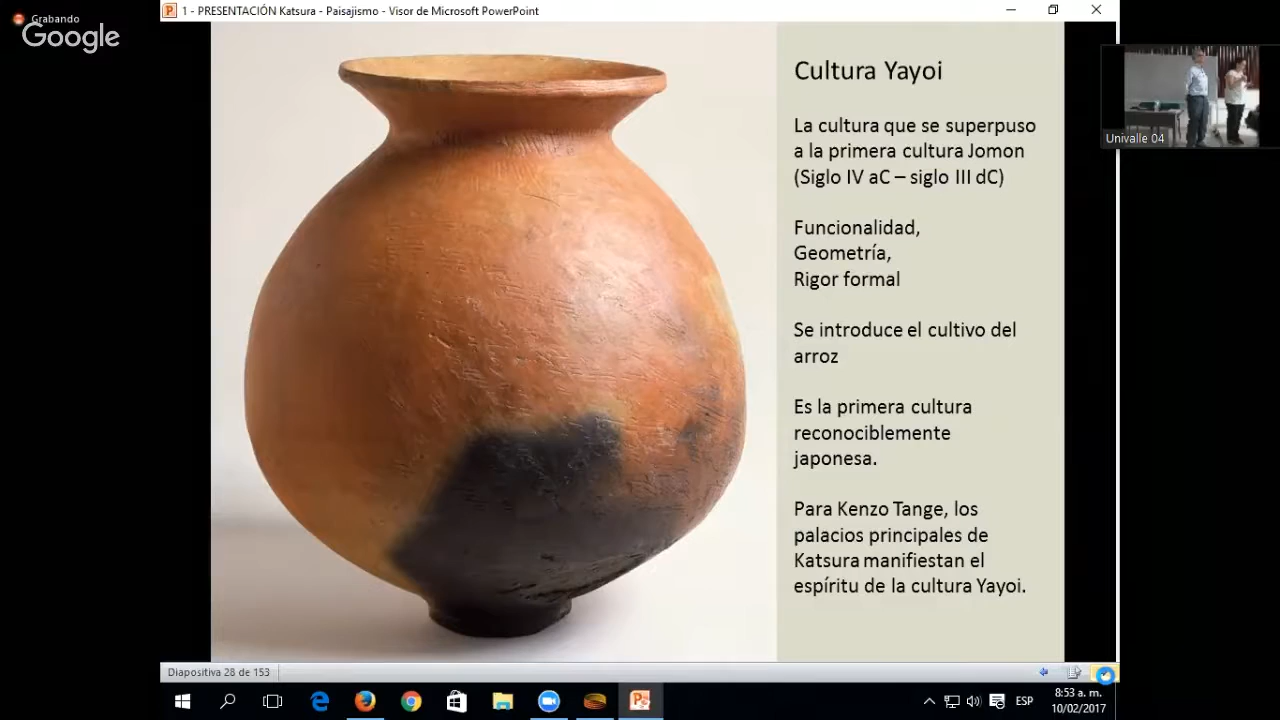 1 - PRESENTACIÓN Katsura - Paisajismo - Visor de Microsoft PowerPoint
Grabando
Google
Cultura Yayoi
La cultura que se superpuso
a la primera cultura Jomon
(Siglo IV aC – siglo III dC)
Funcionalidad,
Geometría,
Rigor formal
Se introduce el cultivo del
arroz
Es la primera cultura
reconociblemente
japonesa.
Para Kenzo Tange, los
palacios principales de
Katsura manifiestan el
espíritu de la cultura Yayoi.
Univalle 04
Diapositiva 28 de 153
ESP
8:53 a. m.
10/02/2017